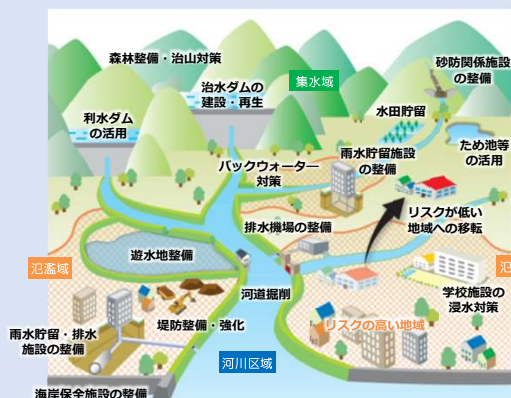 森林整備・治山対策
砂防関係施設
の整備
治水ダムの
建設・再生
集水域
利水ダム
の活用
水田貯留
ため池等
の活用
雨水貯留施設
の整備
バックウォーター
対策
リスクが低い
地域への移転
排水機場の整備
遊水地整備
氾濫域
氾
学校施設の
浸水対策
河道掘削
堤防整備・強化
リスクの高い地域
雨水貯留・排水
施設の整備
河川区域
海岸保全施設の整備